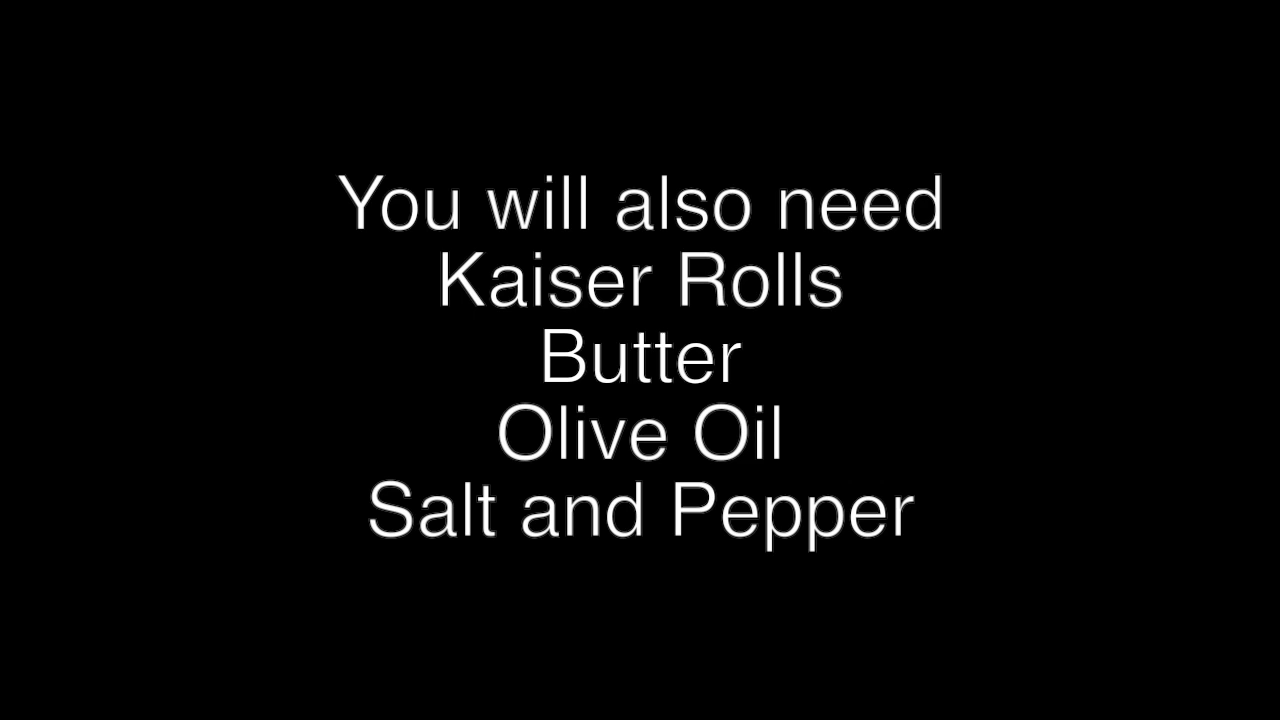 You will also need
Kaiser Rolls
Butter
Olive Oil
Salt and Pepper